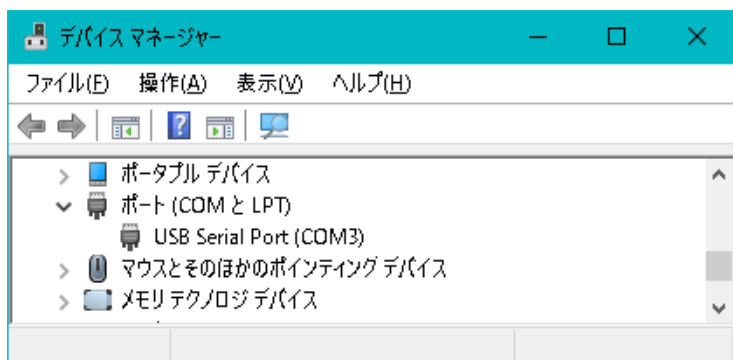 デバイス マネージャー
ファイル(F) 操作(A) 表示(V) ヘルプ(H)
ポータブル デバイス
ポート (COM と LPT)
USB Serial Port (COM3)
マウスとそのほかのポインティング デバイス
メモリ テクノロジ デバイス